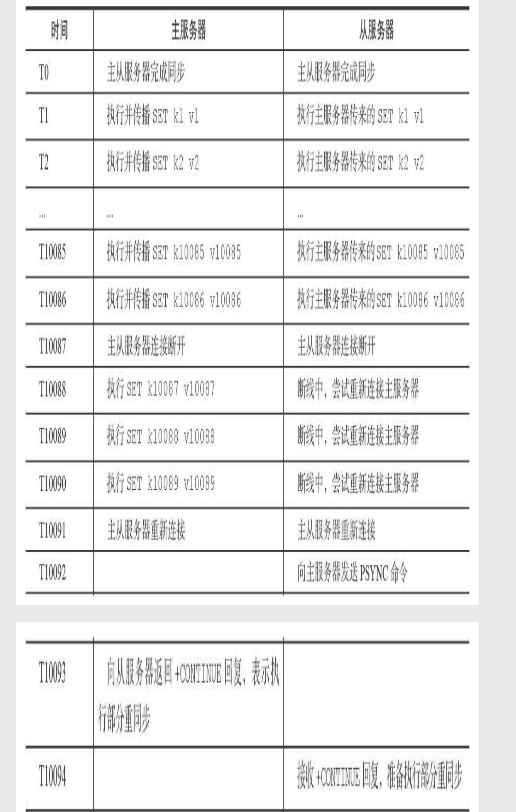 时间 主服务器 从服务器
T0 主从服务器完成同步 主从服务器完成同步
T1 执行并传播 SET k1 v1 执行主服务器传来的 SET k1 v1
T2 执行并传播 SET k2 v2 执行主服务器传来的 SET k2 v2
... ... ...
T10085 执行并传播 SET k10085 v10085 执行主服务器传来的 SET k10085 v10085
T10086 执行并传播 SET k10086 v10086 执行主服务器传来的 SET k10086 v10086
T10087 主从服务器连接断开 主从服务器连接断开
T10088 执行 SET k10087 v10087 断线中，尝试重新连接主服务器
T10089 执行 SET k10088 v10088 断线中，尝试重新连接主服务器
T10090 执行 SET k10089 v10089 断线中，尝试重新连接主服务器
T10091 主从服务器重新连接 主从服务器重新连接
T10092 向主服务器发送 PSYNC 命令
T10093 向从服务器返回 +CONTINUE 回复，表示执
行部分重同步
T10094 接收 +CONTINUE 回复，准备执行部分重同步